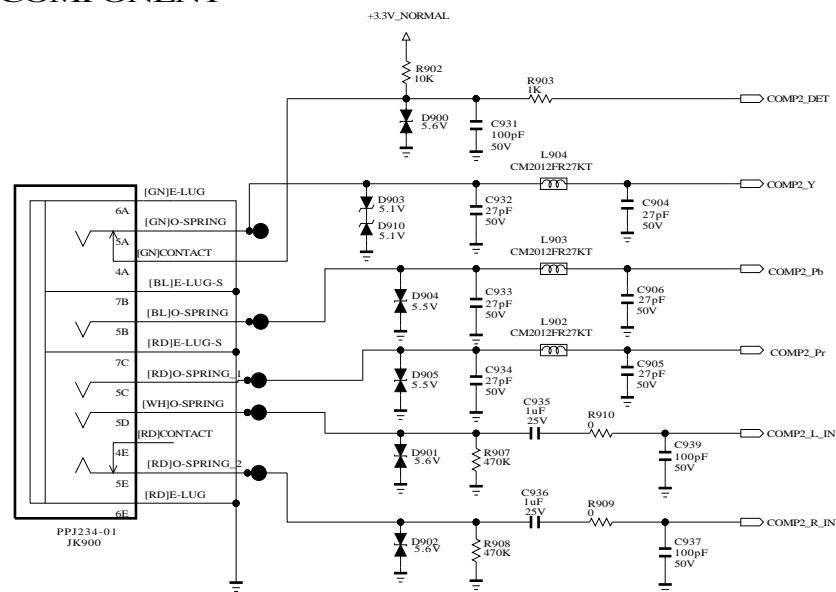 COMPONENT
+3.3V_NORMAL
R902
10K
R903
1K
COMP2_DET
D900
5.6V
C931
100pF
50V
L904
CM2012FR27KT
[GN]E-LUG
6A
COMP2_Y
D903
5.1V
D910
5.1V
C932
27pF
50V
C904
27pF
50V
[GN]O-SPRING
5A
[GN]CONTACT
4A
L903
CM2012FR27KT
COMP2_Pb
[BL]E-LUG-S
7B
D904
5.5V
C933
27pF
50V
C906
27pF
50V
[BL]O-SPRING
5B
L902
CM2012FR27KT
COMP2_Pr
[RD]E-LUG-S
7C
D905
5.5V
C934
27pF
50V
C905
27pF
50V
[RD]O-SPRING_1
5C
[WH]O-SPRING
5D
C935
1uF
25V
R910
0
COMP2_L_IN
[RD]CONTACT
4E
D901
5.6V
R907
470K
C939
100pF
50V
[RD]O-SPRING_2
5E
[RD]E-LUG
6E
C936
1uF
25V
R909
0
COMP2_R_IN
PPJ234-01
JK900
D902
5.6V
R908
470K
C937
100pF
50V